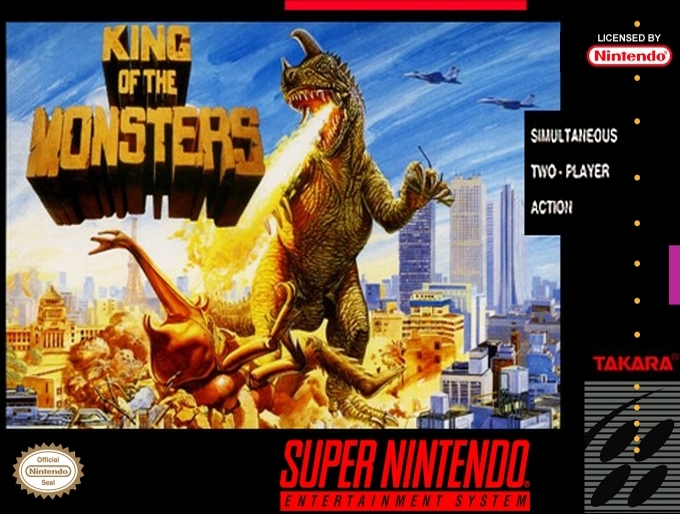 KING
OF THE
MONSTERS
LICENSED BY
Nintendo®
SIMULTANEOUS
TWO-PLAYER
ACTION
TAKARA®
Official
Nintendo
Seal
SUPER NINTENDO®
ENTERTAINMENT SYSTEM